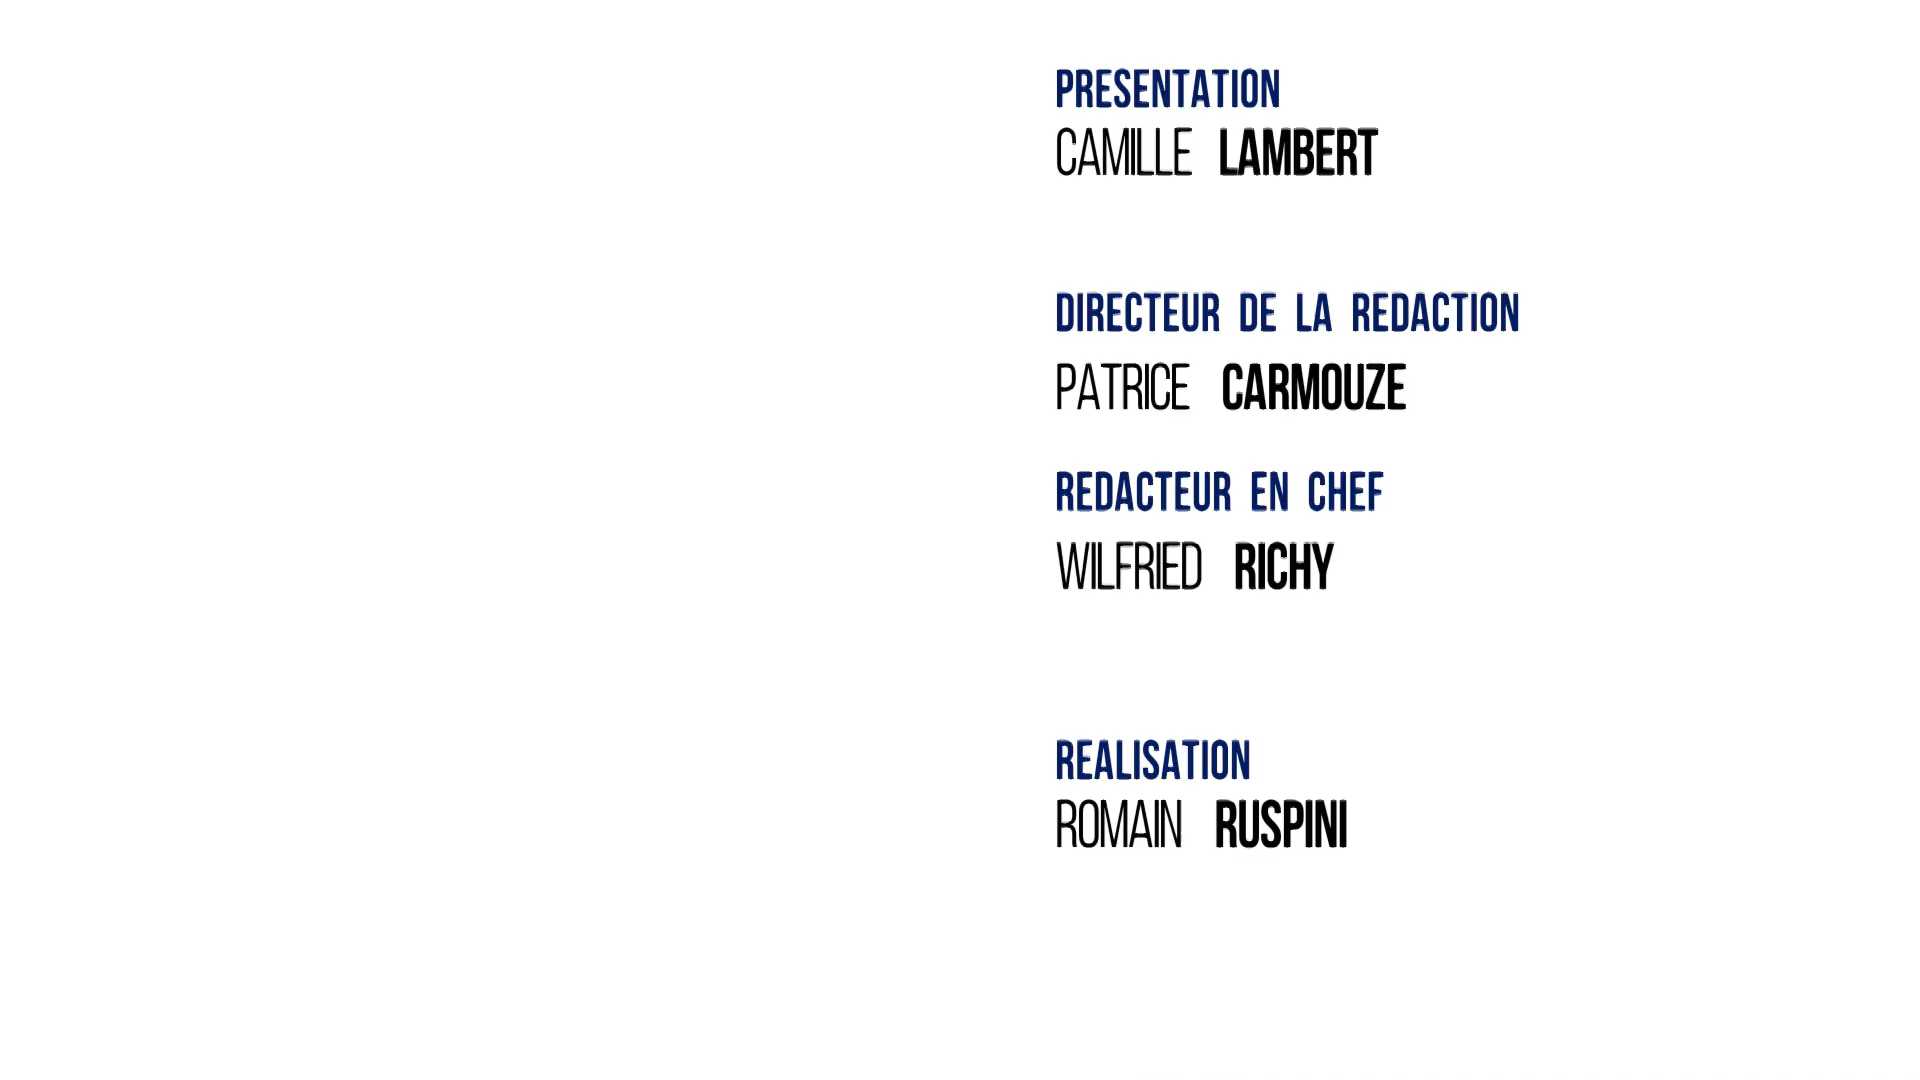 PRESENTATION
CAMILLE LAMBERT
DIRECTEUR DE LA REDACTION
PATRICE CARMOUZE
REDACTEUR EN CHEF
WILFRIED RICHY
REALISATION
ROMAIN RUSPINI